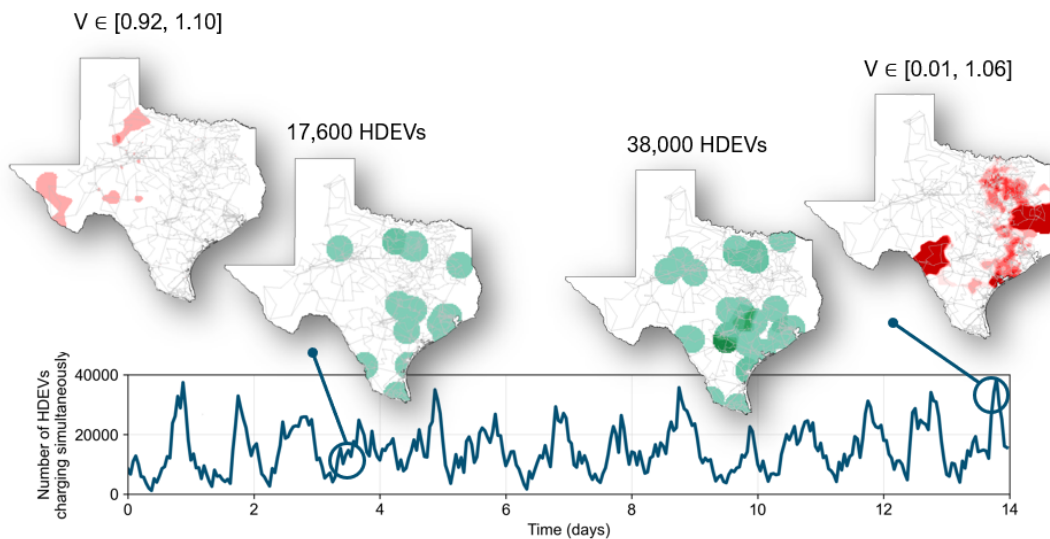 V ∈ [0.92, 1.10]
V ∈ [0.01, 1.06]
17,600 HDEVs
38,000 HDEVs
Number of HDEVs
charging simultaneously
40000
20000
0
0
2
4
6
8
10
12
14
Time (days)